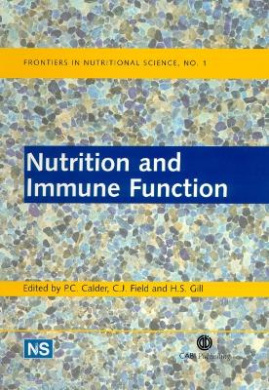 FRONTIERS IN NUTRITIONAL SCIENCE, NO. 1
Nutrition and
Immune Function
Edited by P.C. Calder, C.J. Field and H.S. Gill
NS
CABI Publishing